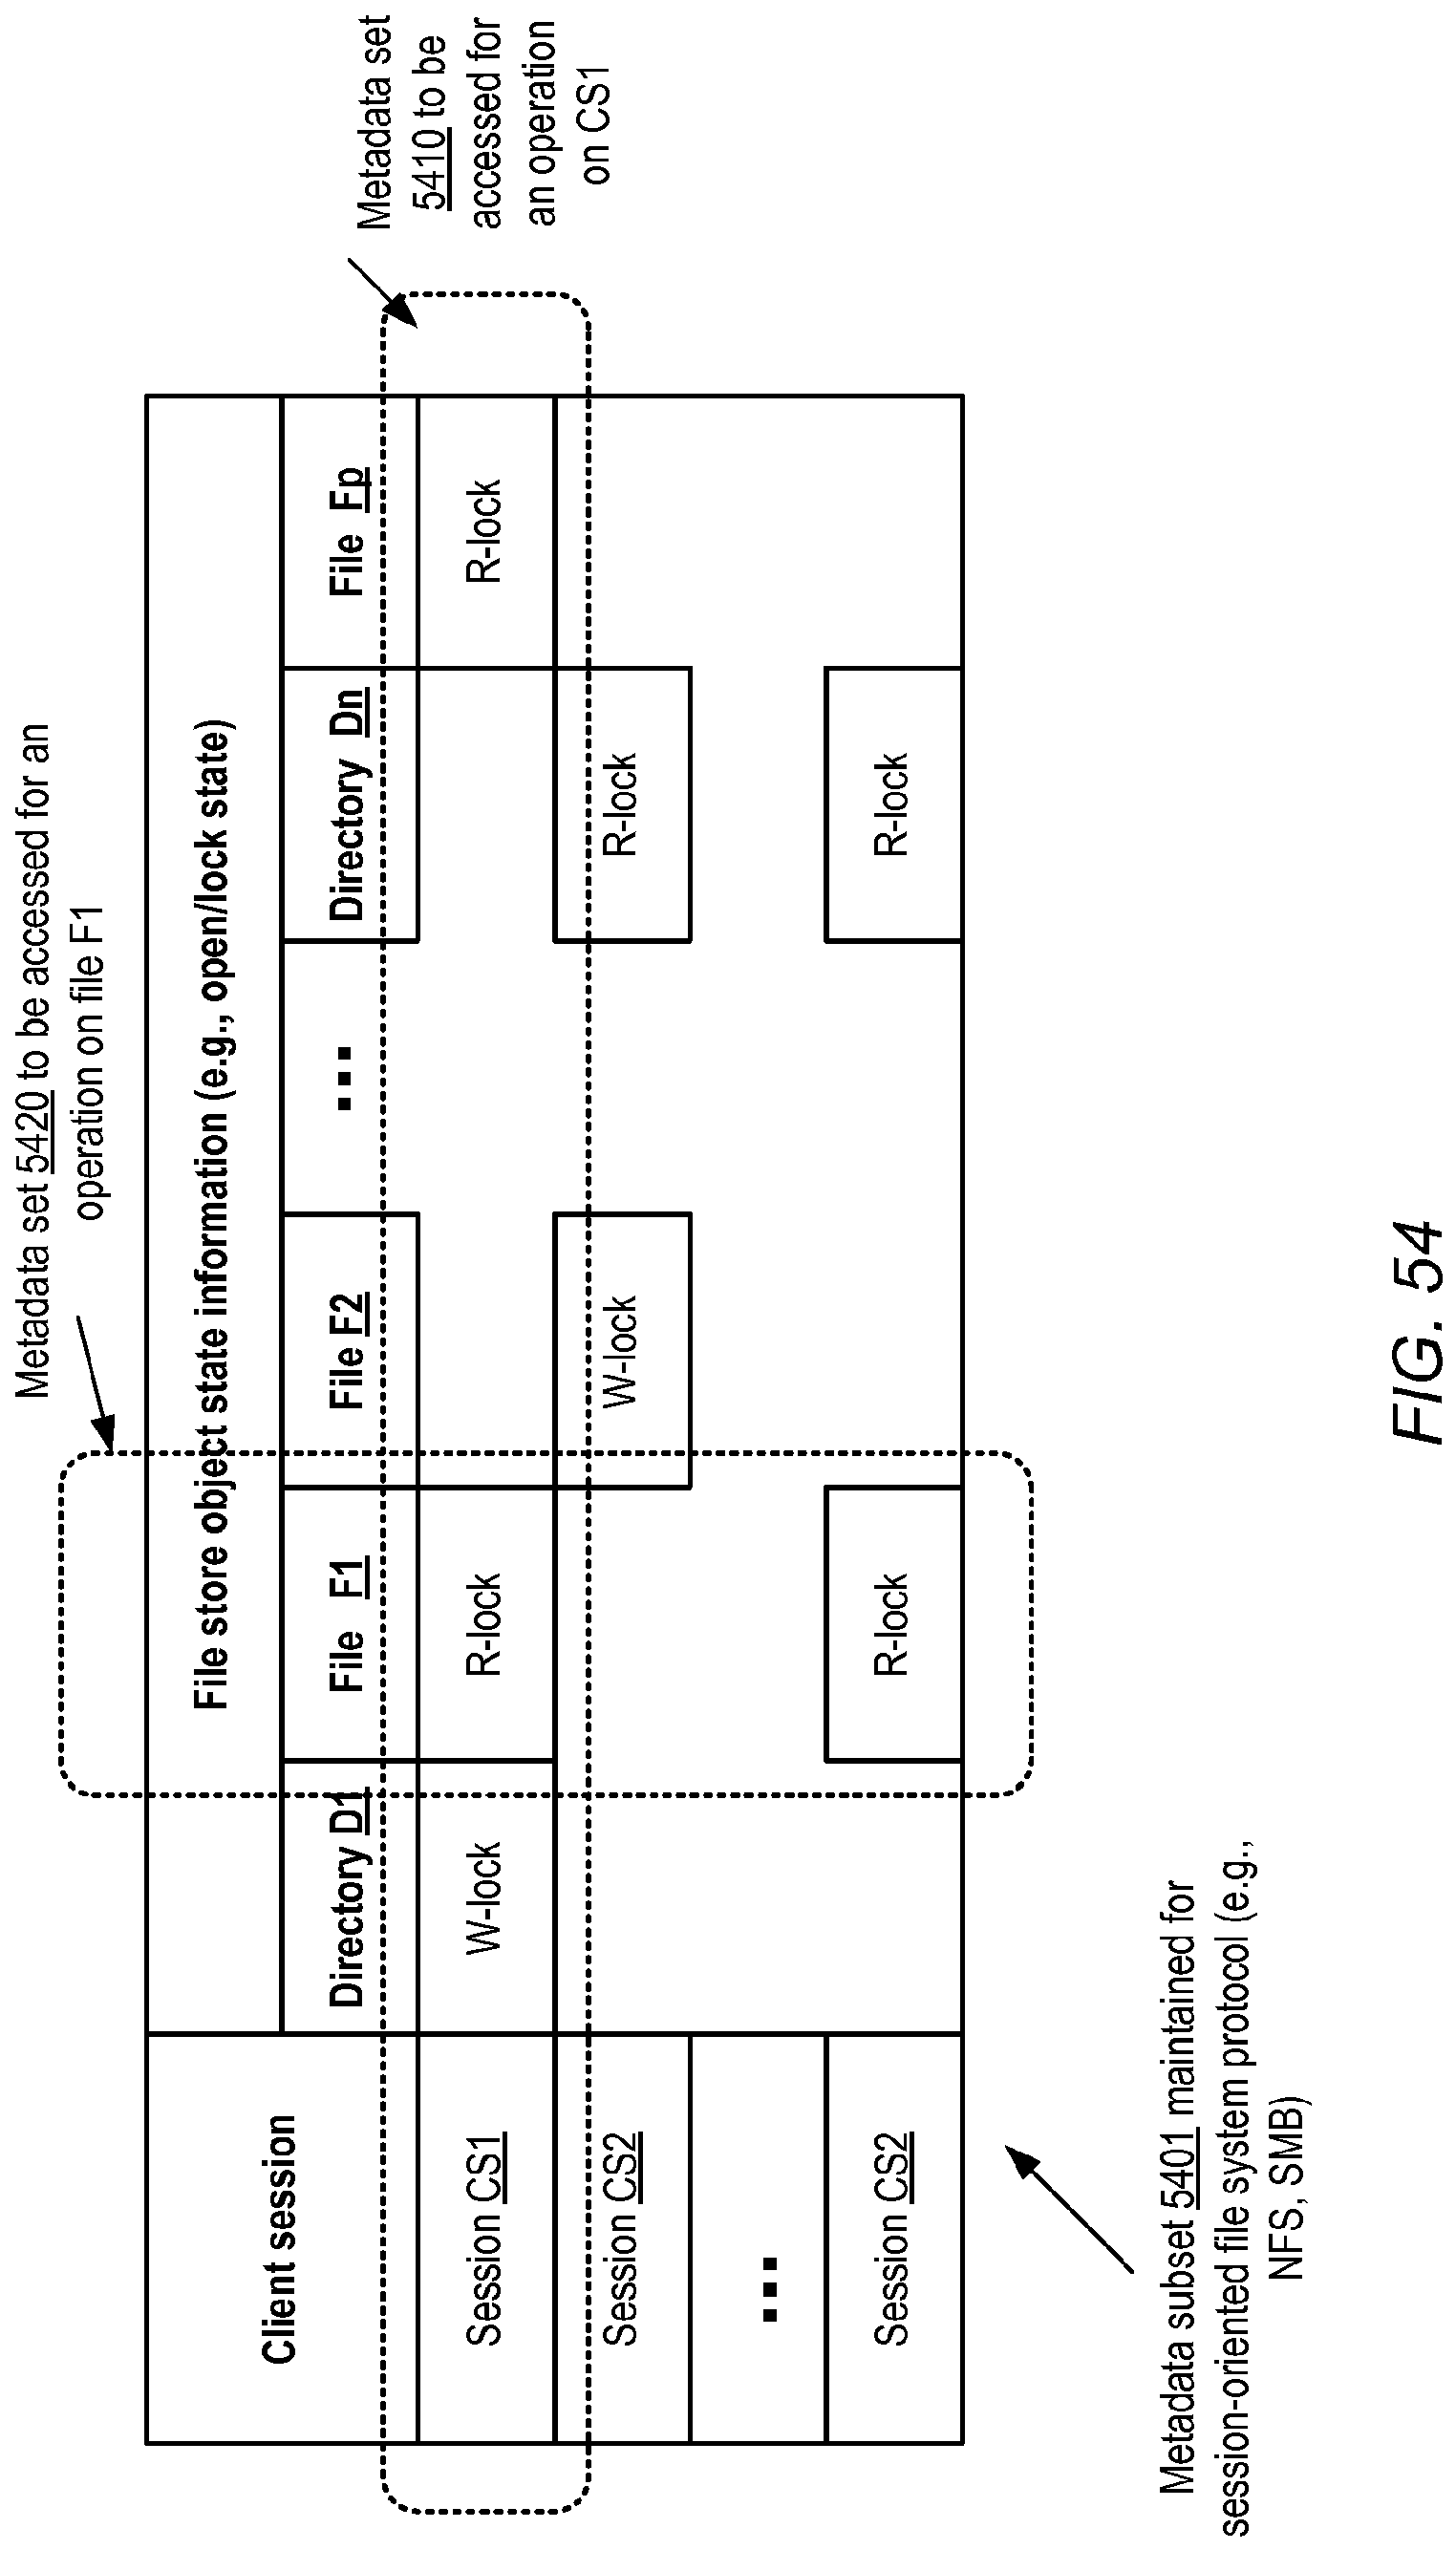 Metadata set 5420 to be accessed for an
operation on file F1
Metadata set
5410 to be
accessed for
an operation
on CS1
Client session
File store object state information (e.g., open/lock state)
Directory D1
File F1
File F2
...
Directory Dn
File Fp
Session CS1
W-lock
R-lock
R-lock
Session CS2
W-lock
R-lock
...
Session CS2
R-lock
R-lock
Metadata subset 5401 maintained for
session-oriented file system protocol (e.g.,
NFS, SMB)
FIG. 54